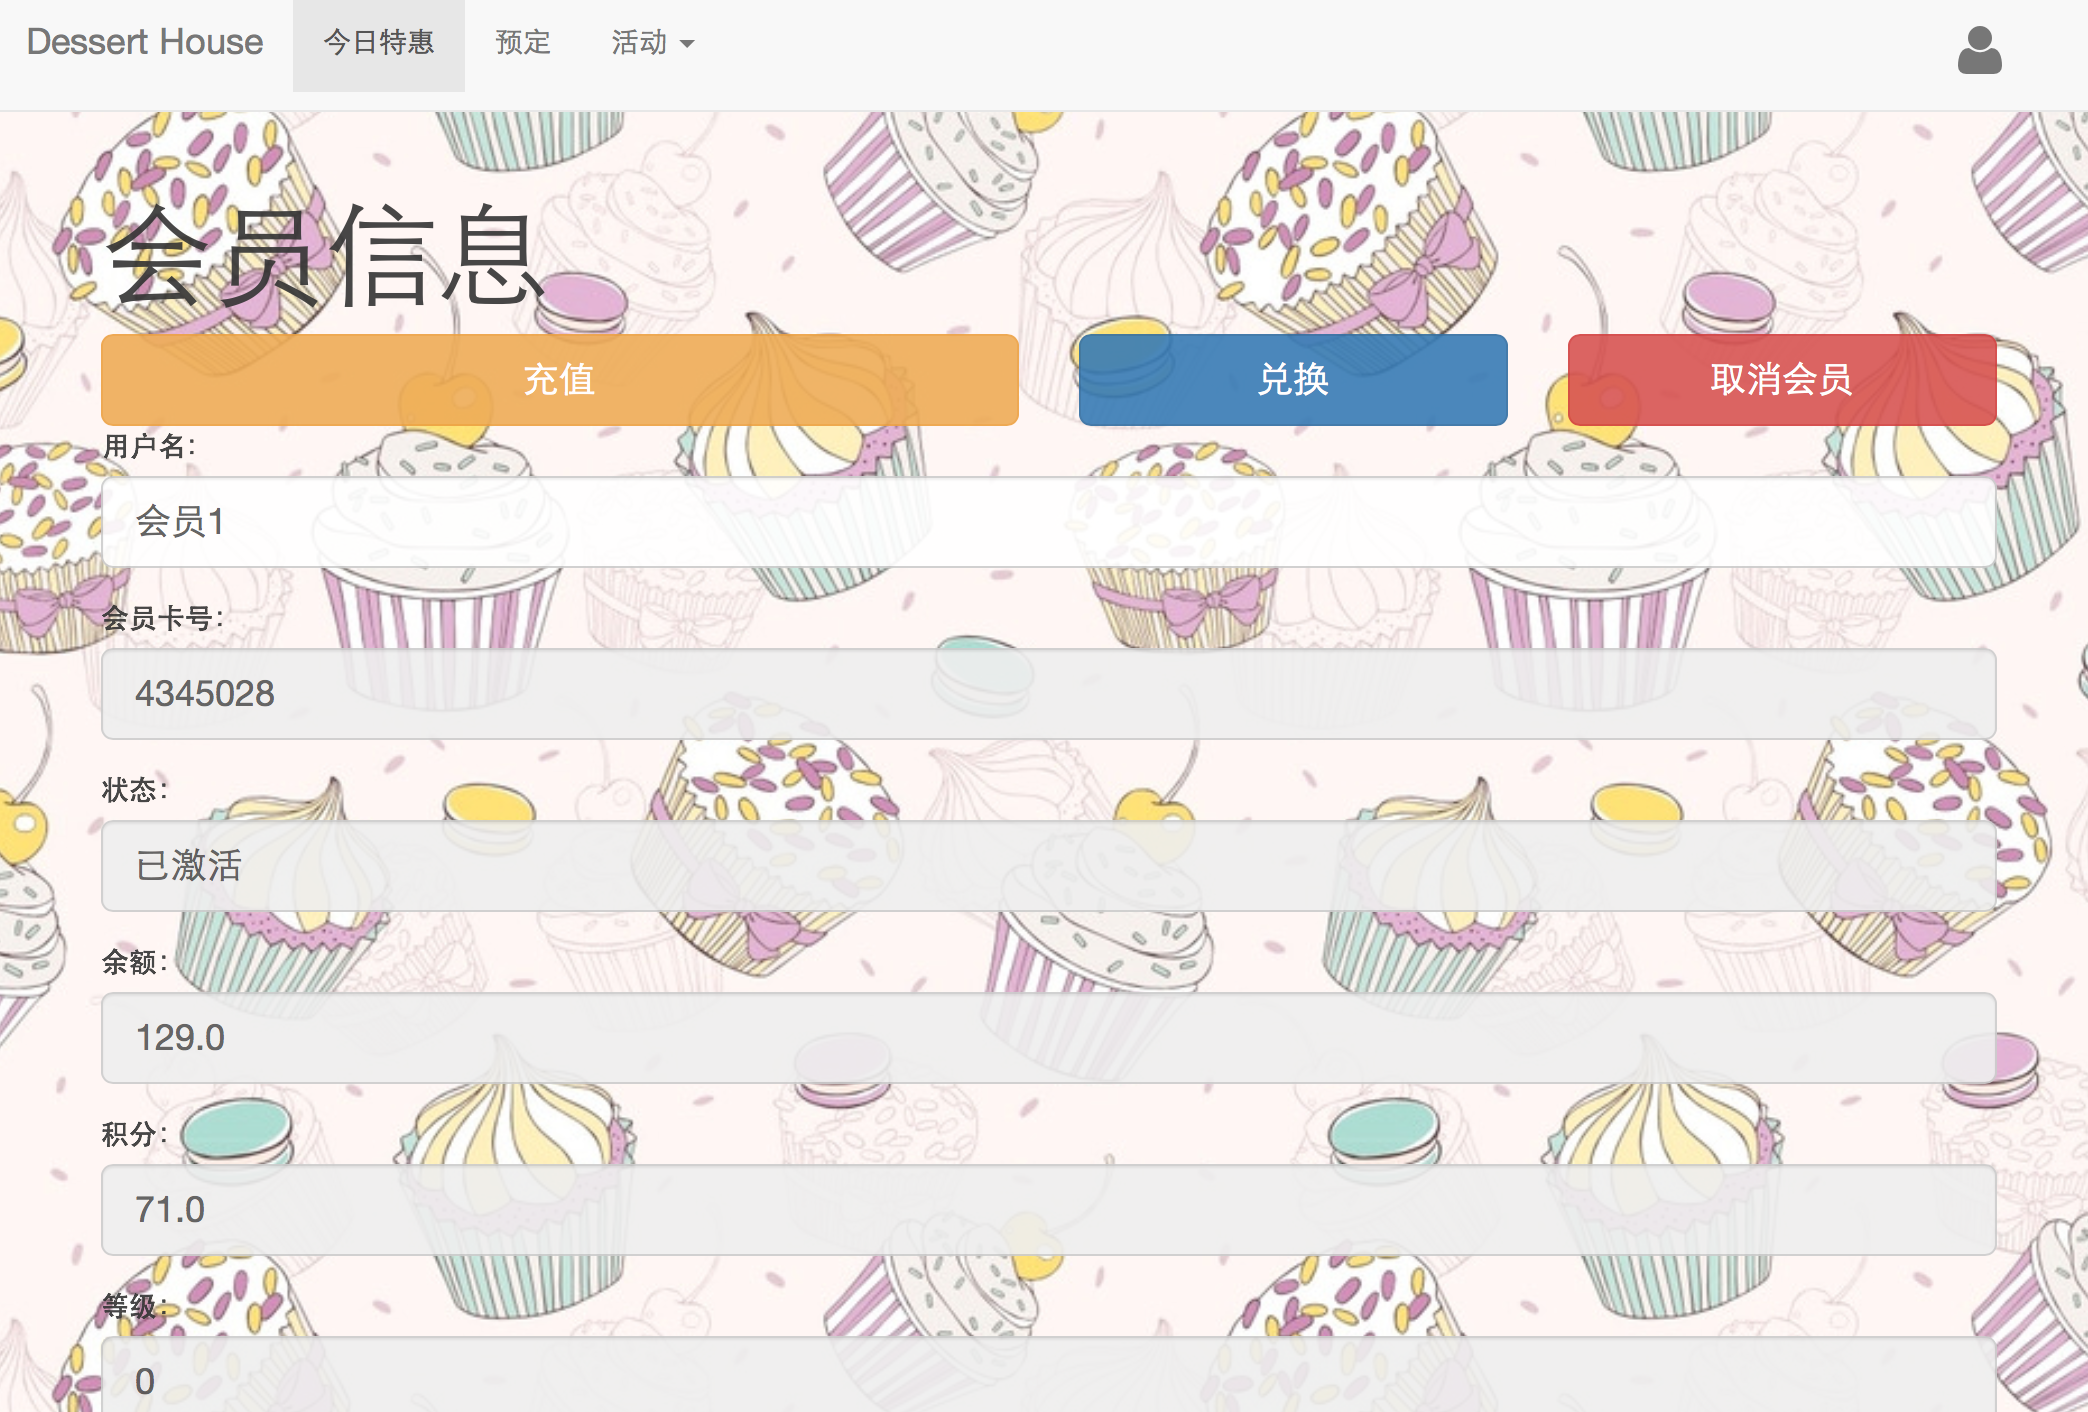 Dessert House 今日特惠 预定 活动
会员信息
充值 兑换 取消会员
用户名：
会员1
会员卡号：
4345028
状态：
已激活
余额：
129.0
积分：
71.0
等级：
0